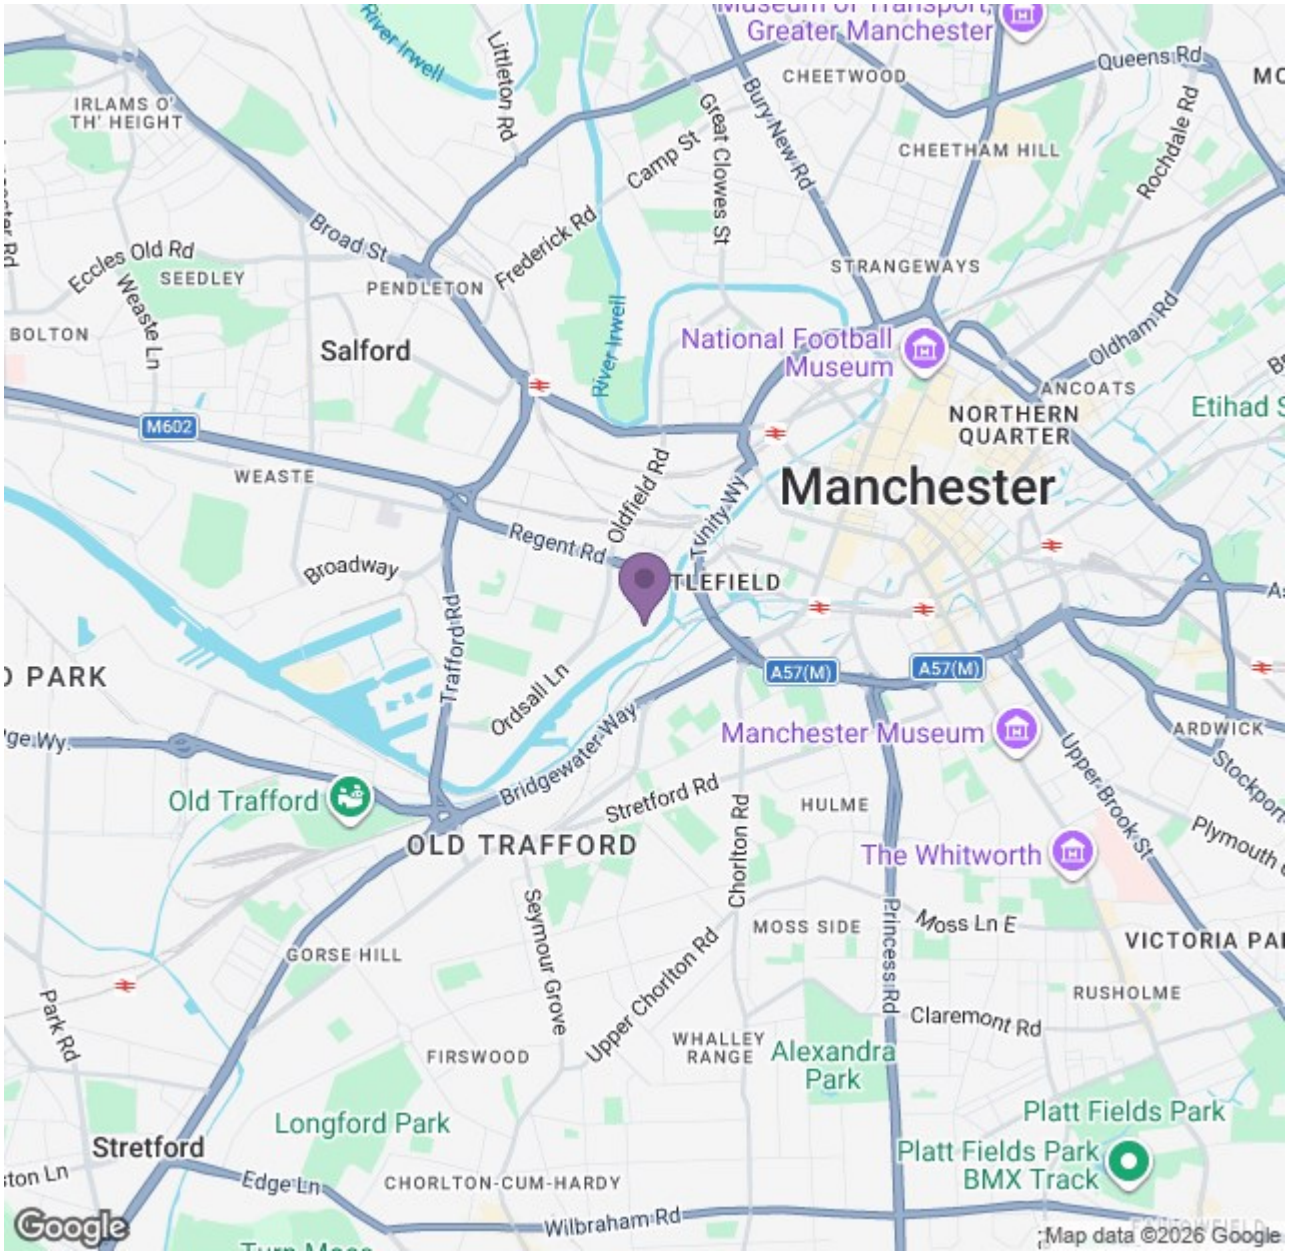 Museum of Transport,
Greater Manchester
River Irwell
Littleton Rd
CHEETWOOD
Queens Rd
IRLAMS O'
TH' HEIGHT
Bury New Rd
Great Clowes St
Camp St
CHEETHAM HILL
Rochdale Rd
Broad St
Frederick Rd
Eccles Old Rd
SEEDLEY
PENDLETON
STRANGEWAYS
Weaste Ln
BOLTON
Salford
River Irwell
National Football
Museum
Oldham Rd
ANCOATS
NORTHERN
QUARTER
Etihad S
M602
WEASTE
Oldfield Rd
Manchester
Trinity Wy
Regent Rd
Broadway
TLEFIELD
Trafford Rd
PARK
Ordsall Ln
A57(M)
A57(M)
Bridgewater Way
Manchester Museum
ARDWICK
ge Wy.
Upper Brook St
Stockport
Old Trafford
Stretford Rd
HULME
Chorlton Rd
Plymouth
OLD TRAFFORD
The Whitworth
Seymour Grove
Princess Rd
MOSS SIDE
Moss Ln E
VICTORIA PA
GORSE HILL
Upper Chorlton Rd
RUSHOLME
Park Rd
Claremont Rd
FIRSWOOD
WHALLEY
RANGE
Alexandra
Park
Longford Park
Platt Fields Park
Stretford
Platt Fields Park
BMX Track
ston Ln
Edge Ln
CHORLTON-CUM-HARDY
Wilbraham Rd
Google
Map data ©2026 Google